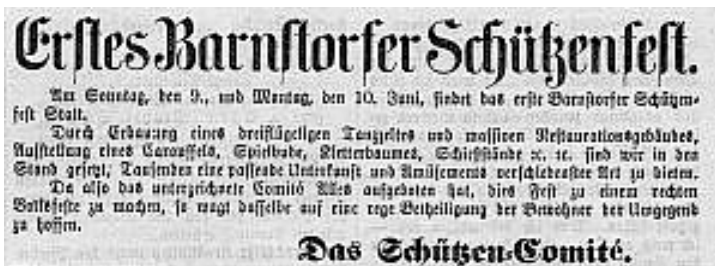 Erstes Barnstorfer Schützenfest.
Am Sonntag, den 9., und Montag, den 10. Juni, findet das erste Barnstorfer Schützen-
fest Statt.
Durch Erbauung eines dreiflügeligen Tanzzeltes und massiven Restaurationsgebäudes,
Aufstellung eines Caroussels, Spielbude, Kletterbaumes, Schießstände ꝛc. ꝛc. sind wir in den
Stand gesetzt, Tausenden eine passende Unterkunft und Amüsements verschiedenster Art zu bieten.
Da also das unterzeichnete Comité Alles aufgeboten hat, dies Fest zu einem rechten
Volksfeste zu machen, so wagt dasselbe auf eine rege Betheiligung der Bewohner der Umgegend
zu hoffen.
Das Schützen-Comité.